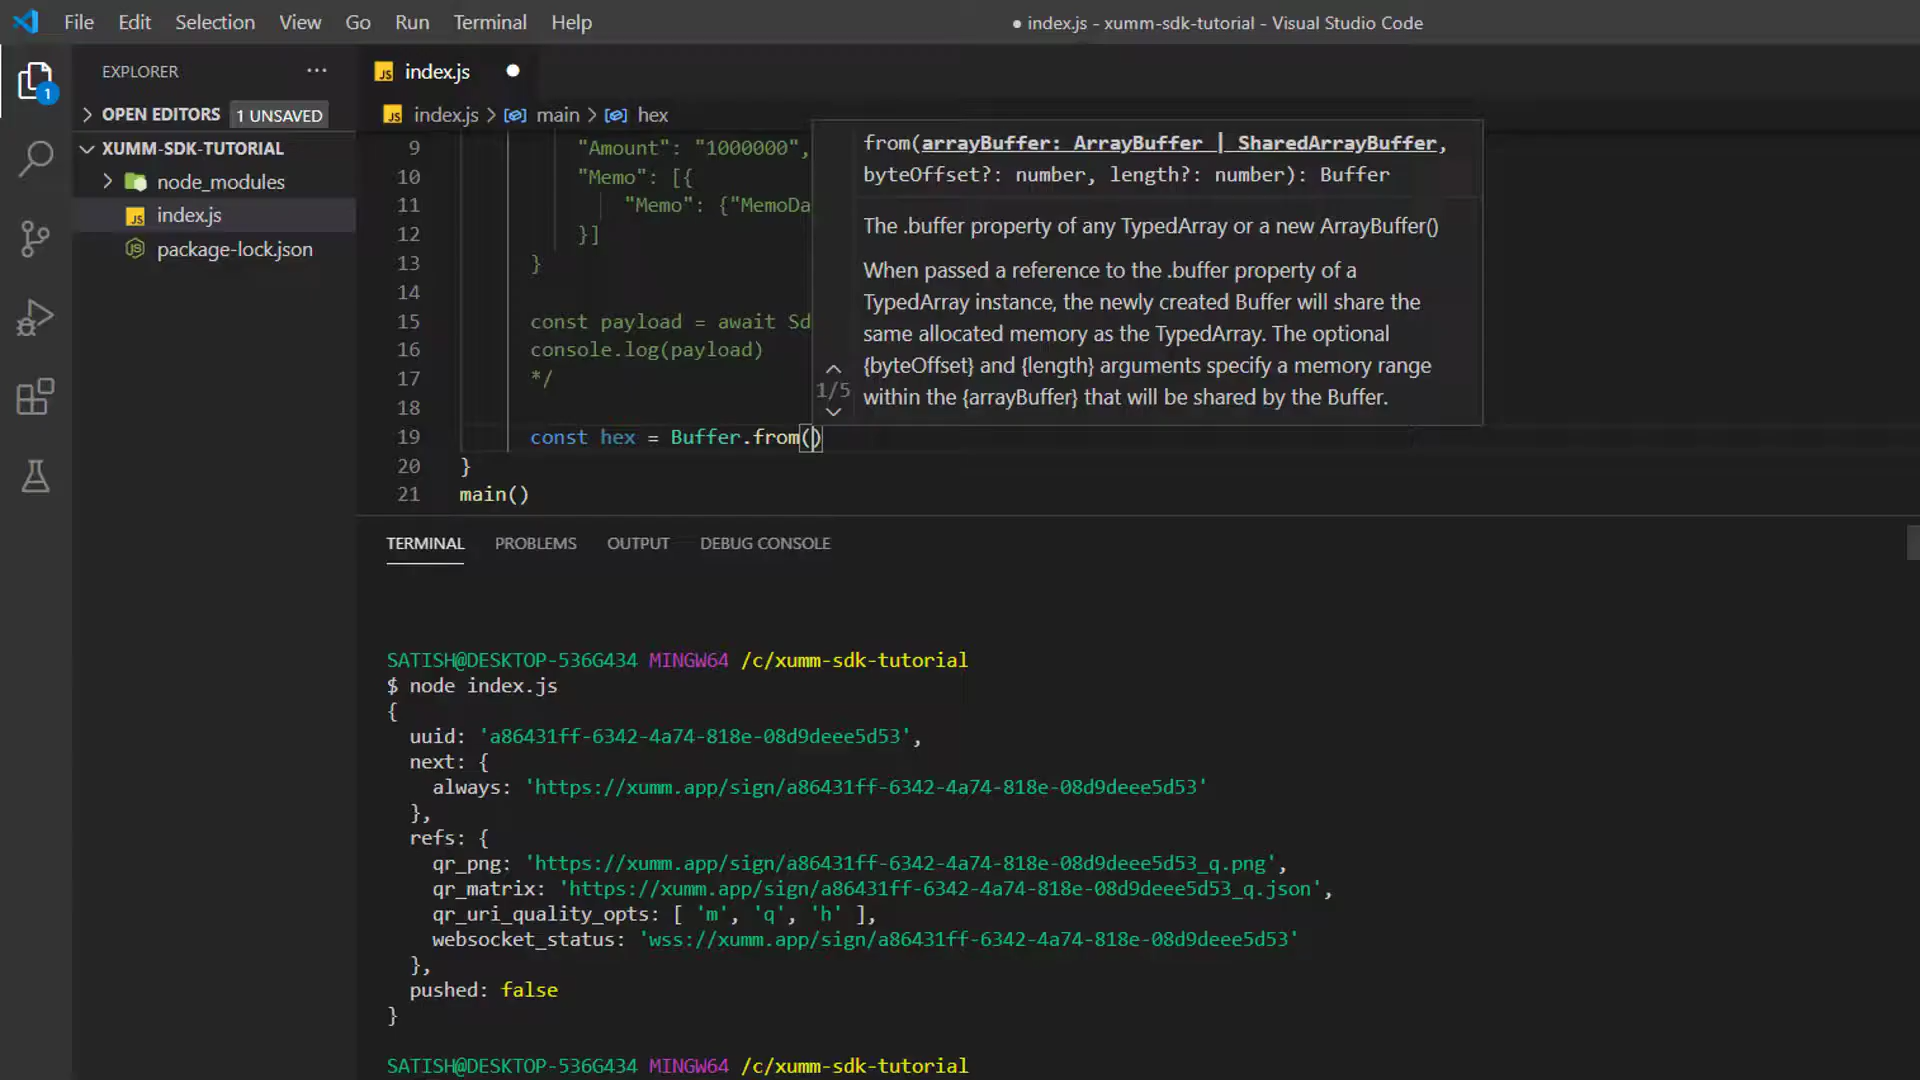 File Edit Selection View Go Run Terminal Help
● index.js - xumm-sdk-tutorial - Visual Studio Code
EXPLORER ···
1
OPEN EDITORS 1 UNSAVED
XUMM-SDK-TUTORIAL
node_modules
JS index.js
package-lock.json
JS index.js ●
JS index.js > main > hex
9 "Amount": "1000000",
10 "Memo": [{
11 "Memo": {"MemoDa
12 }]
13 }
14
15 const payload = await Sd
16 console.log(payload)
17 */
18
19 const hex = Buffer.from()
20 }
21 main()
from(arrayBuffer: ArrayBuffer | SharedArrayBuffer,
byteOffset?: number, length?: number): Buffer
The .buffer property of any TypedArray or a new ArrayBuffer()
When passed a reference to the .buffer property of a
TypedArray instance, the newly created Buffer will share the
same allocated memory as the TypedArray. The optional
{byteOffset} and {length} arguments specify a memory range
within the {arrayBuffer} that will be shared by the Buffer.
1/5
TERMINAL PROBLEMS OUTPUT DEBUG CONSOLE
SATISH@DESKTOP-536G434 MINGW64 /c/xumm-sdk-tutorial
$ node index.js
{
uuid: 'a86431ff-6342-4a74-818e-08d9deee5d53',
next: {
always: 'https://xumm.app/sign/a86431ff-6342-4a74-818e-08d9deee5d53'
},
refs: {
qr_png: 'https://xumm.app/sign/a86431ff-6342-4a74-818e-08d9deee5d53_q.png',
qr_matrix: 'https://xumm.app/sign/a86431ff-6342-4a74-818e-08d9deee5d53_q.json',
qr_uri_quality_opts: [ 'm', 'q', 'h' ],
websocket_status: 'wss://xumm.app/sign/a86431ff-6342-4a74-818e-08d9deee5d53'
},
pushed: false
}
SATISH@DESKTOP-536G434 MINGW64 /c/xumm-sdk-tutorial